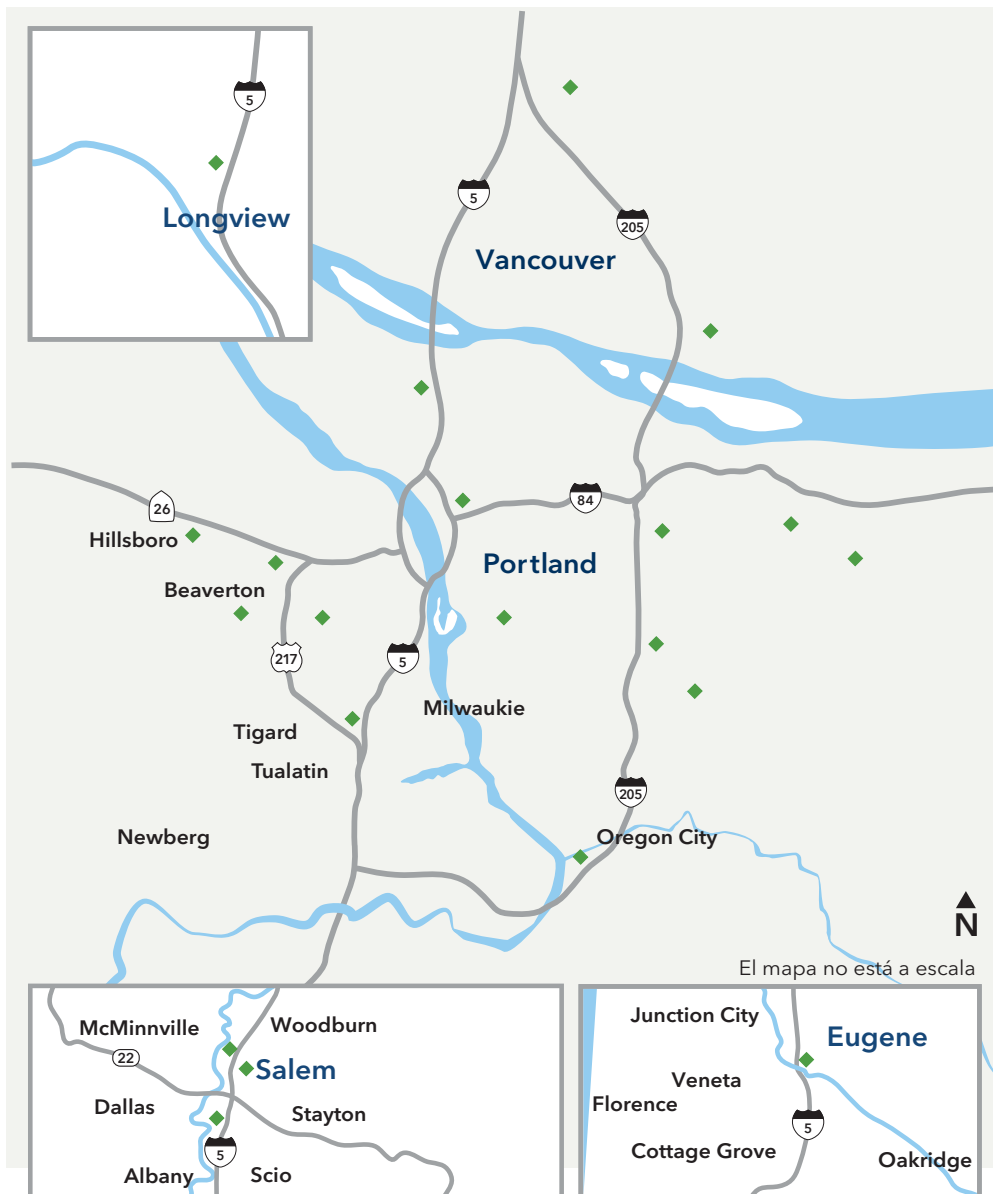 5
Longview
5
205
Vancouver
26
84
Hillsboro
Portland
Beaverton
217
5
Milwaukie
Tigard
Tualatin
205
Newberg
Oregon City
N
El mapa no está a escala
McMinnville
Woodburn
22
Salem
Dallas
Stayton
5
Albany
Scio
Junction City
Eugene
Veneta
Florence
5
Cottage Grove
Oakridge